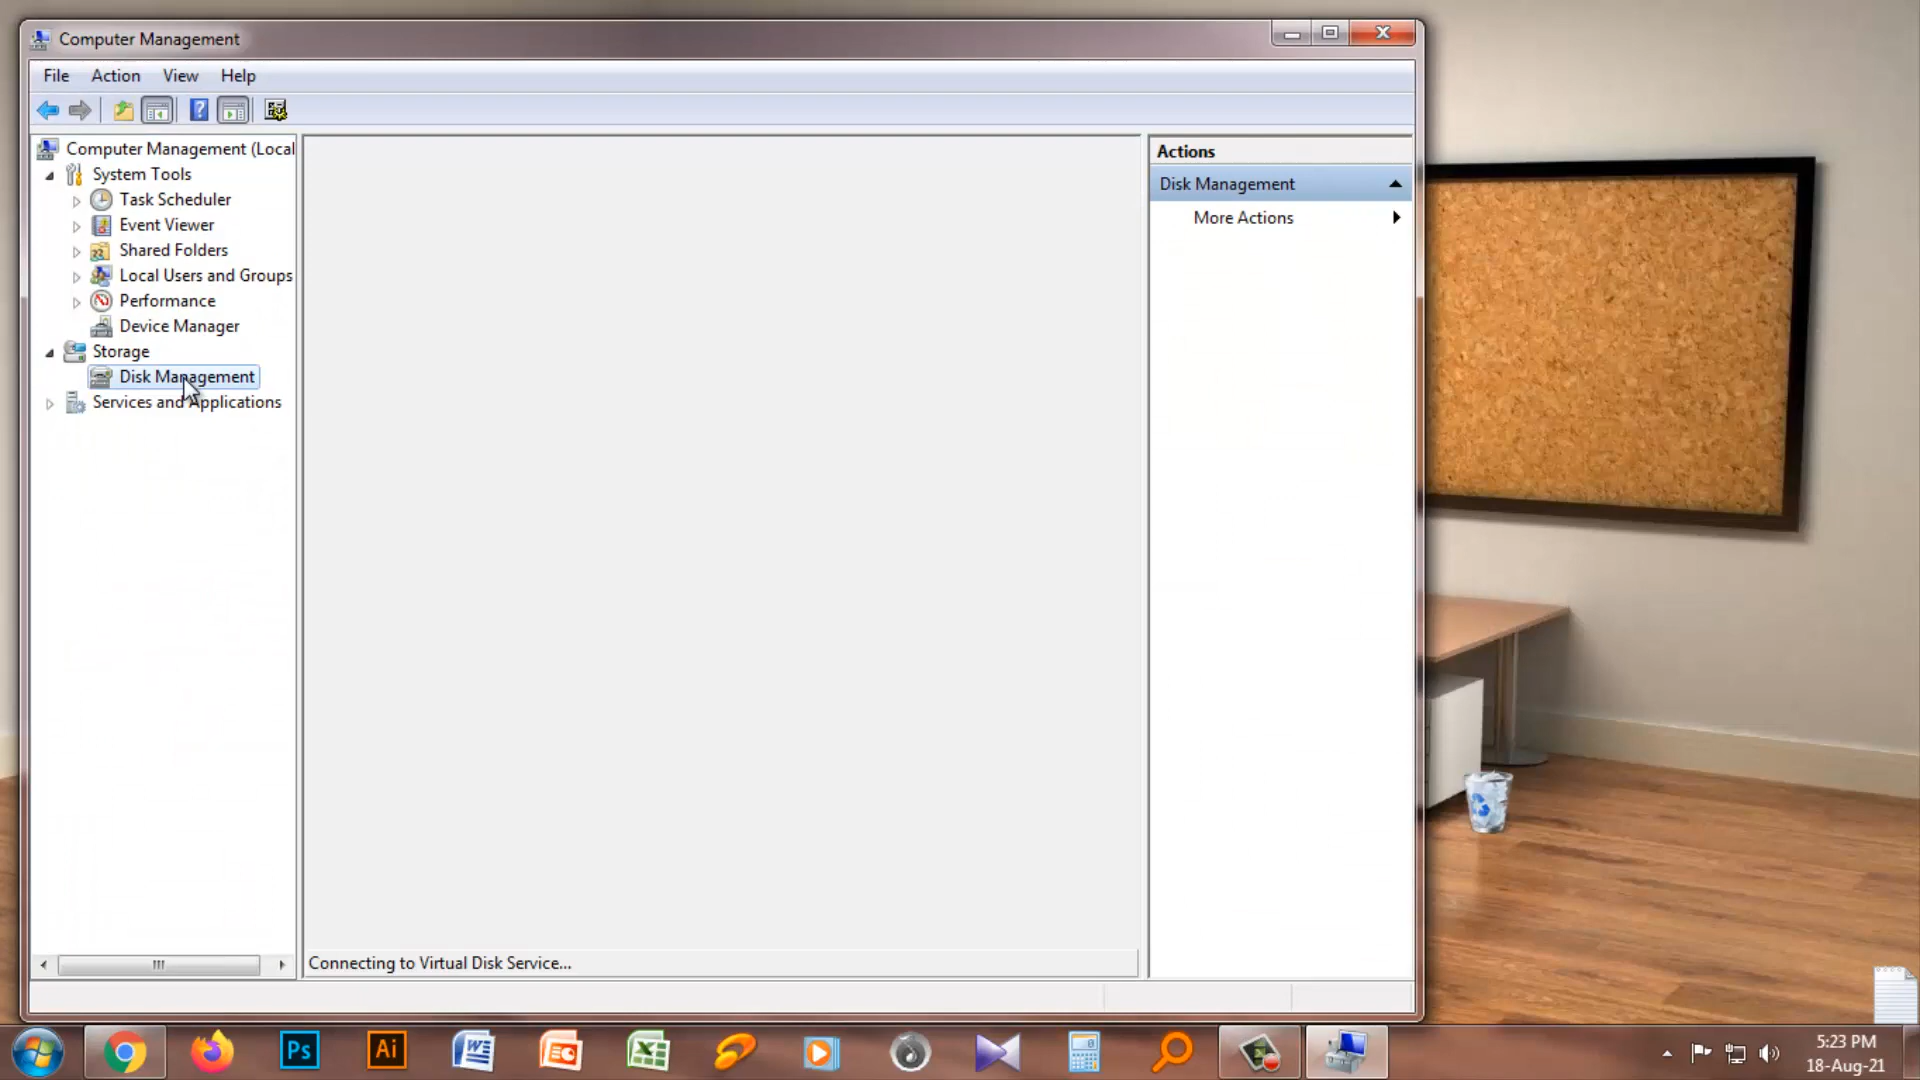 Computer Management
File Action View Help
Computer Management (Local
System Tools
Task Scheduler
Event Viewer
Shared Folders
Local Users and Groups
Performance
Device Manager
Storage
Disk Management
Services and Applications
Actions
Disk Management
More Actions
Connecting to Virtual Disk Service...
Ps
Ai
5:23 PM
18-Aug-21